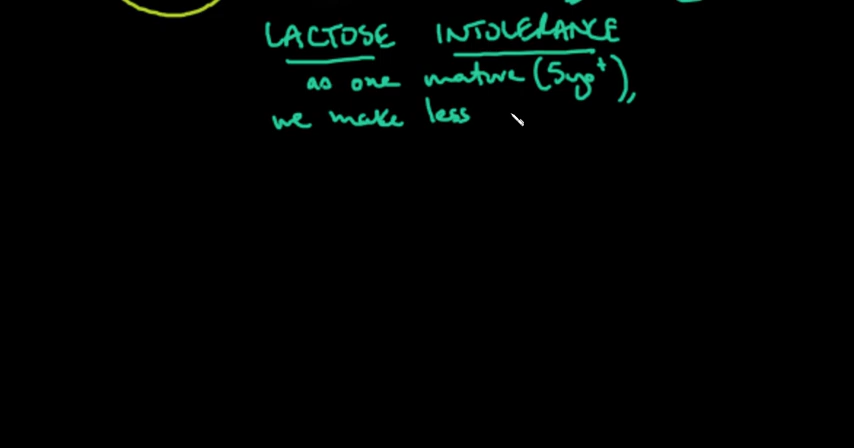 LACTOSE INTOLERANCE
as one mature (5yo+),
we make less